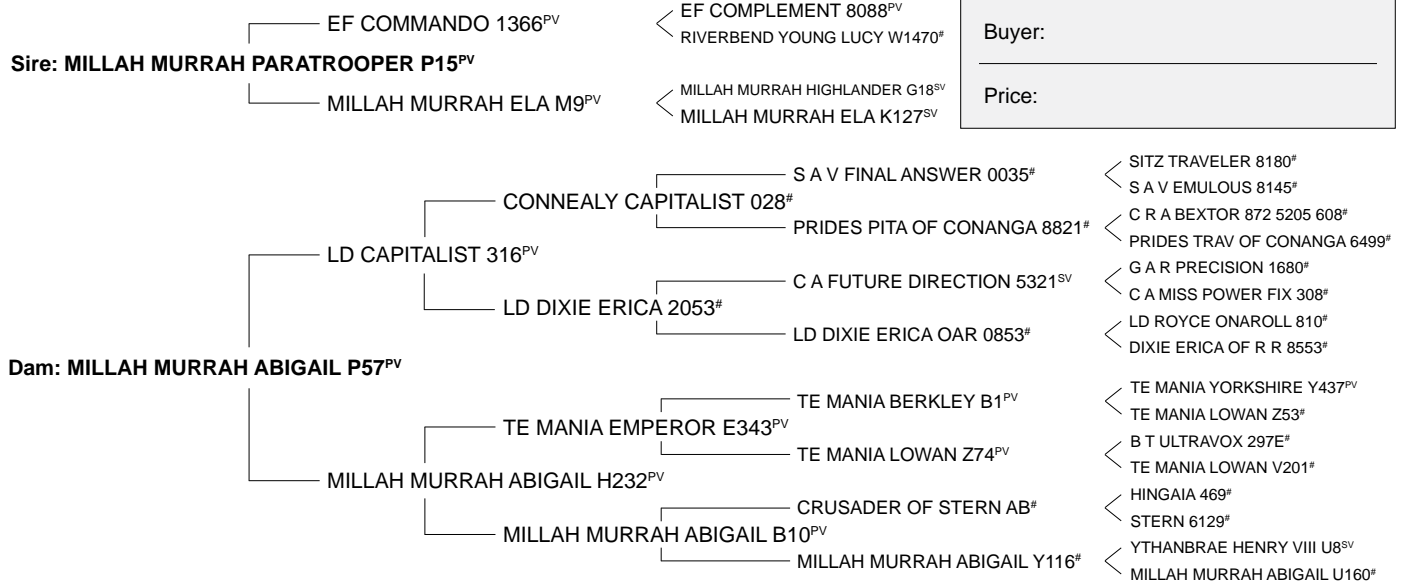 EF COMPLEMENT 8088PV
EF COMMANDO 1366PV
RIVERBEND YOUNG LUCY W1470#
Buyer:
Sire: MILLAH MURRAH PARATROOPER P15PV
MILLAH MURRAH HIGHLANDER G18SV
MILLAH MURRAH ELA M9PV
MILLAH MURRAH ELA K127SV
Price:
SITZ TRAVELER 8180#
S A V FINAL ANSWER 0035#
S A V EMULOUS 8145#
CONNEALY CAPITALIST 028#
C R A BEXTOR 872 5205 608#
PRIDES PITA OF CONANGA 8821#
PRIDES TRAV OF CONANGA 6499#
LD CAPITALIST 316PV
G A R PRECISION 1680#
C A FUTURE DIRECTION 5321SV
C A MISS POWER FIX 308#
LD DIXIE ERICA 2053#
LD ROYCE ONAROLL 810#
LD DIXIE ERICA OAR 0853#
DIXIE ERICA OF R R 8553#
Dam: MILLAH MURRAH ABIGAIL P57PV
TE MANIA YORKSHIRE Y437PV
TE MANIA BERKLEY B1PV
TE MANIA LOWAN Z53#
TE MANIA EMPEROR E343PV
B T ULTRAVOX 297E#
TE MANIA LOWAN Z74PV
TE MANIA LOWAN V201#
MILLAH MURRAH ABIGAIL H232PV
HINGAIA 469#
CRUSADER OF STERN AB#
STERN 6129#
MILLAH MURRAH ABIGAIL B10PV
YTHANBRAE HENRY VIII U8SV
MILLAH MURRAH ABIGAIL Y116#
MILLAH MURRAH ABIGAIL U160#